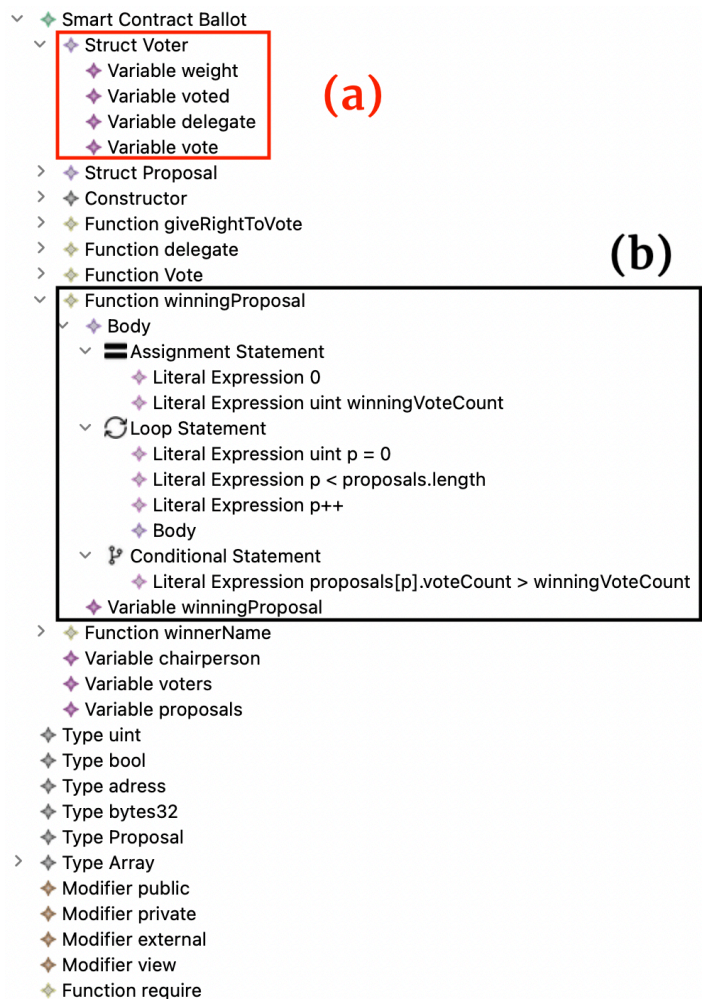 Smart Contract Ballot
Struct Voter
Variable weight
(a)
Variable voted
Variable delegate
Variable vote
Struct Proposal
Constructor
Function giveRightToVote
Function delegate
(b)
Function Vote
Function winningProposal
Body
Assignment Statement
Literal Expression 0
Literal Expression uint winningVoteCount
Loop Statement
Literal Expression uint p = 0
Literal Expression p < proposals.length
Literal Expression p++
Body
Conditional Statement
Literal Expression proposals[p].voteCount > winningVoteCount
Variable winningProposal
Function winnerName
Variable chairperson
Variable voters
Variable proposals
Type uint
Type bool
Type adress
Type bytes32
Type Proposal
Type Array
Modifier public
Modifier private
Modifier external
Modifier view
Function require